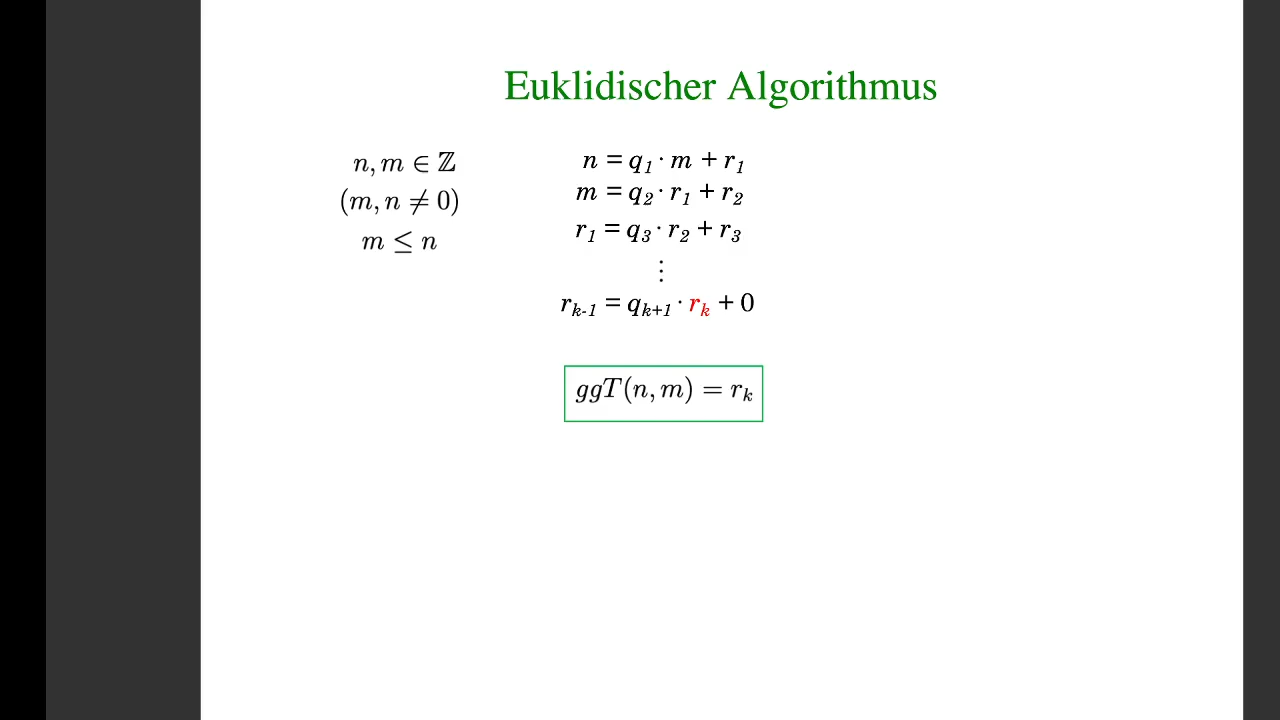 Euklidischer Algorithmus
n, m ∈ ℤ
(m, n ≠ 0)
m ≤ n
n = q₁ · m + r₁
m = q₂ · r₁ + r₂
r₁ = q₃ · r₂ + r₃
⋮
rₖ₋₁ = qₖ₊₁ · rₖ + 0
ggT(n, m) = rₖ